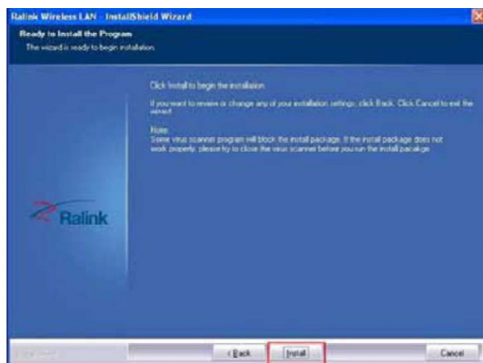 Ralink Wireless LAN - InstallShield Wizard
Ready to Install the Program
The wizard is ready to begin installation.
Click Install to begin the installation.
If you want to review or change any of your installation settings, click Back. Click Cancel to exit the
wizard.
Note:
Some virus scanner program will block the install package. If the install package does not
work properly, please try to close the virus scanner before you run the install package.
Ralink
< Back
Install
Cancel